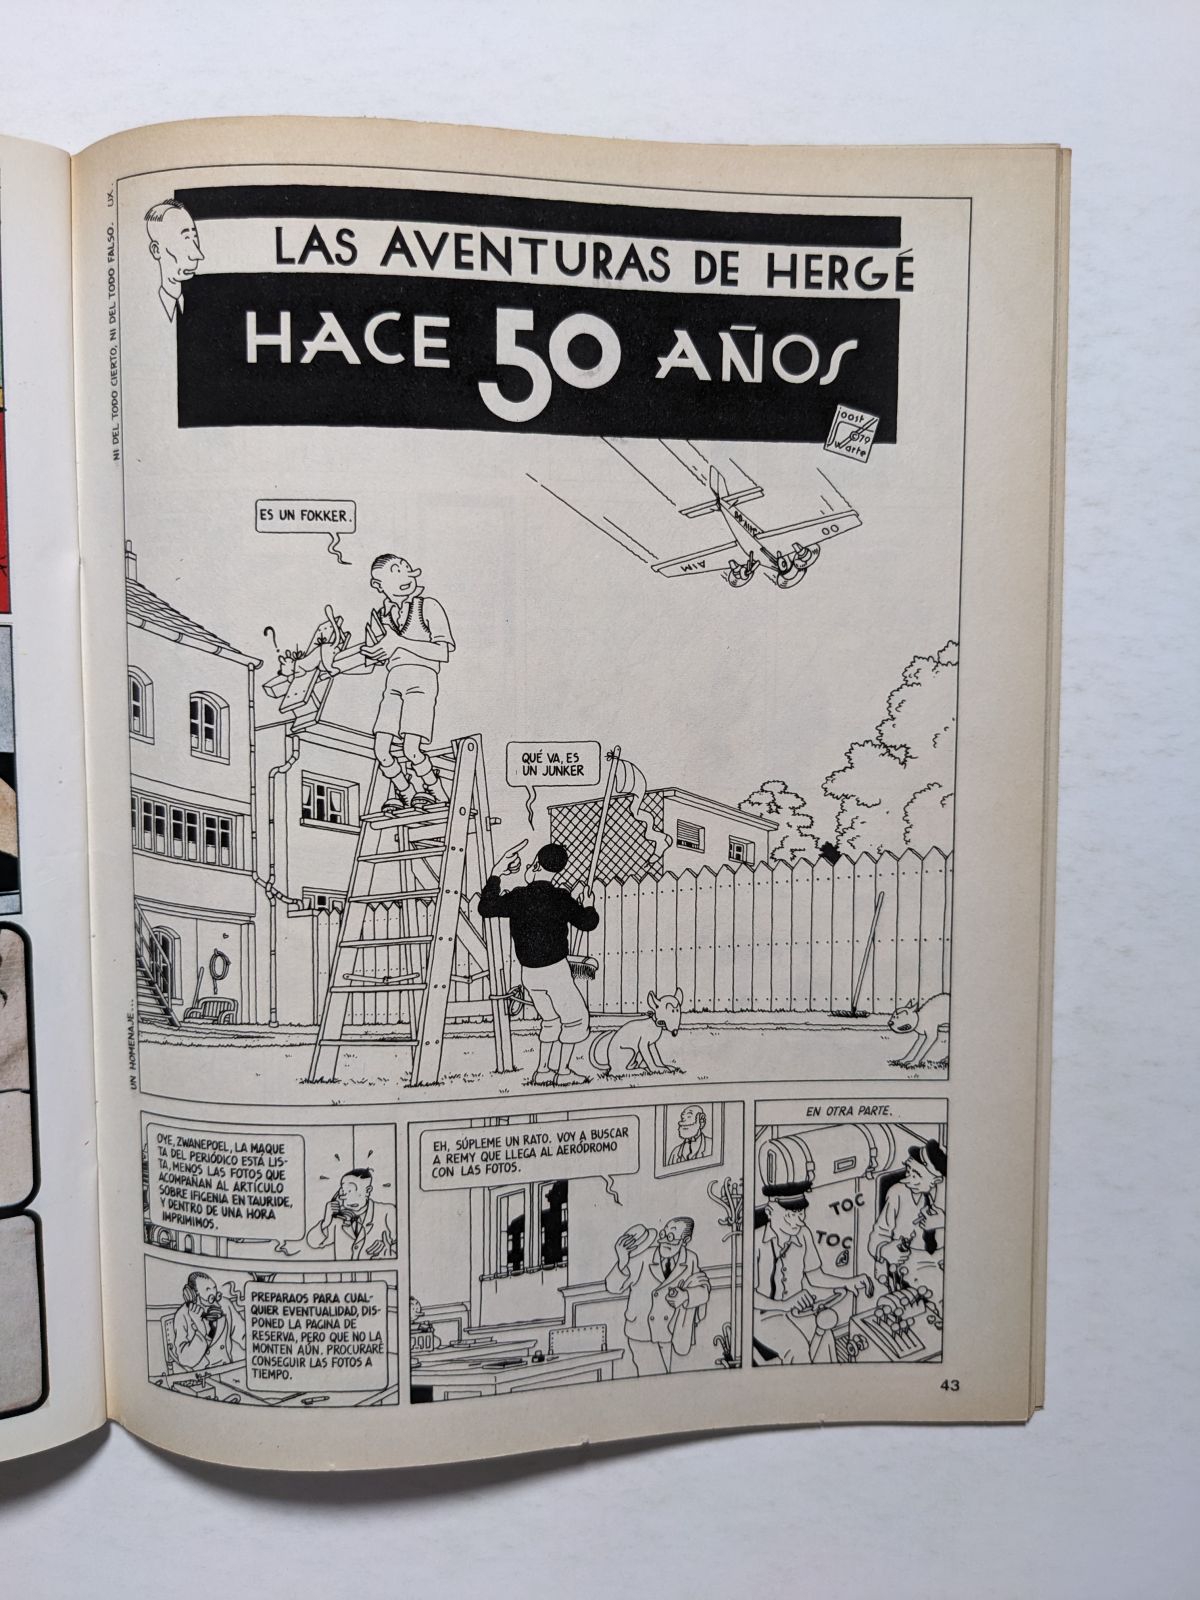 NI DEL TODO CIERTO, NI DEL TODO FALSO. LIX.
UN HOMENAJE...
LAS AVENTURAS DE HERGÉ
HACE 50 AÑOS
Joost
©79
Swarte
ES UN FOKKER.
AIM
OO
?
QUÉ VA, ES
UN JUNKER
OYE, ZWANEPOEL, LA MAQUE
TA DEL PERIÓDICO ESTÁ LIS-
TA, MENOS LAS FOTOS QUE
ACOMPAÑAN AL ARTÍCULO
SOBRE IFIGENIA EN TAURIDE,
Y DENTRO DE UNA HORA
IMPRIMIMOS.
PREPARAOS PARA CUAL-
QUIER EVENTUALIDAD, DIS-
PONED LA PAGINA DE
RESERVA, PERO QUE NO LA
MONTEN AÚN. PROCURARÉ
CONSEGUIR LAS FOTOS A
TIEMPO.
EH, SÚPLEME UN RATO. VOY A BUSCAR
A REMY QUE LLEGA AL AERÓDROMO
CON LAS FOTOS.
EN OTRA PARTE.
TOC
TOC
43